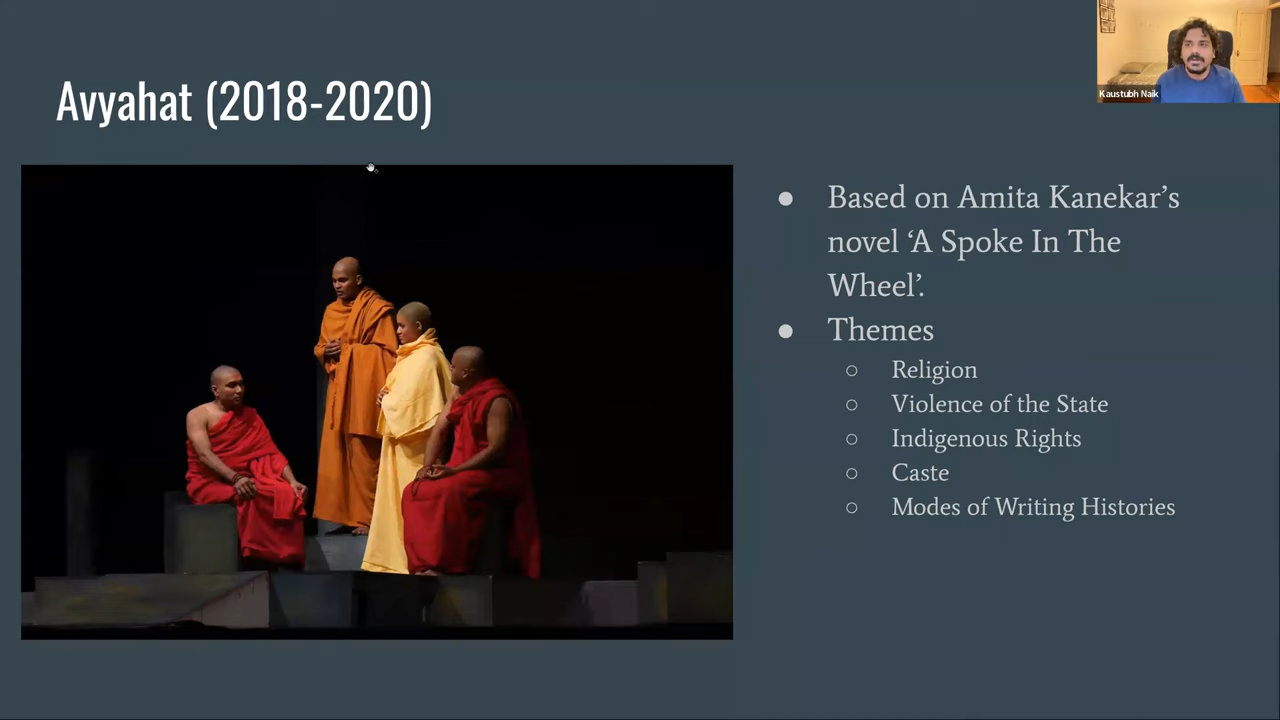 Kaustubh Naik
Avyahat (2018-2020)
● Based on Amita Kanekar’s
novel ‘A Spoke In The
Wheel’.
● Themes
○ Religion
○ Violence of the State
○ Indigenous Rights
○ Caste
○ Modes of Writing Histories